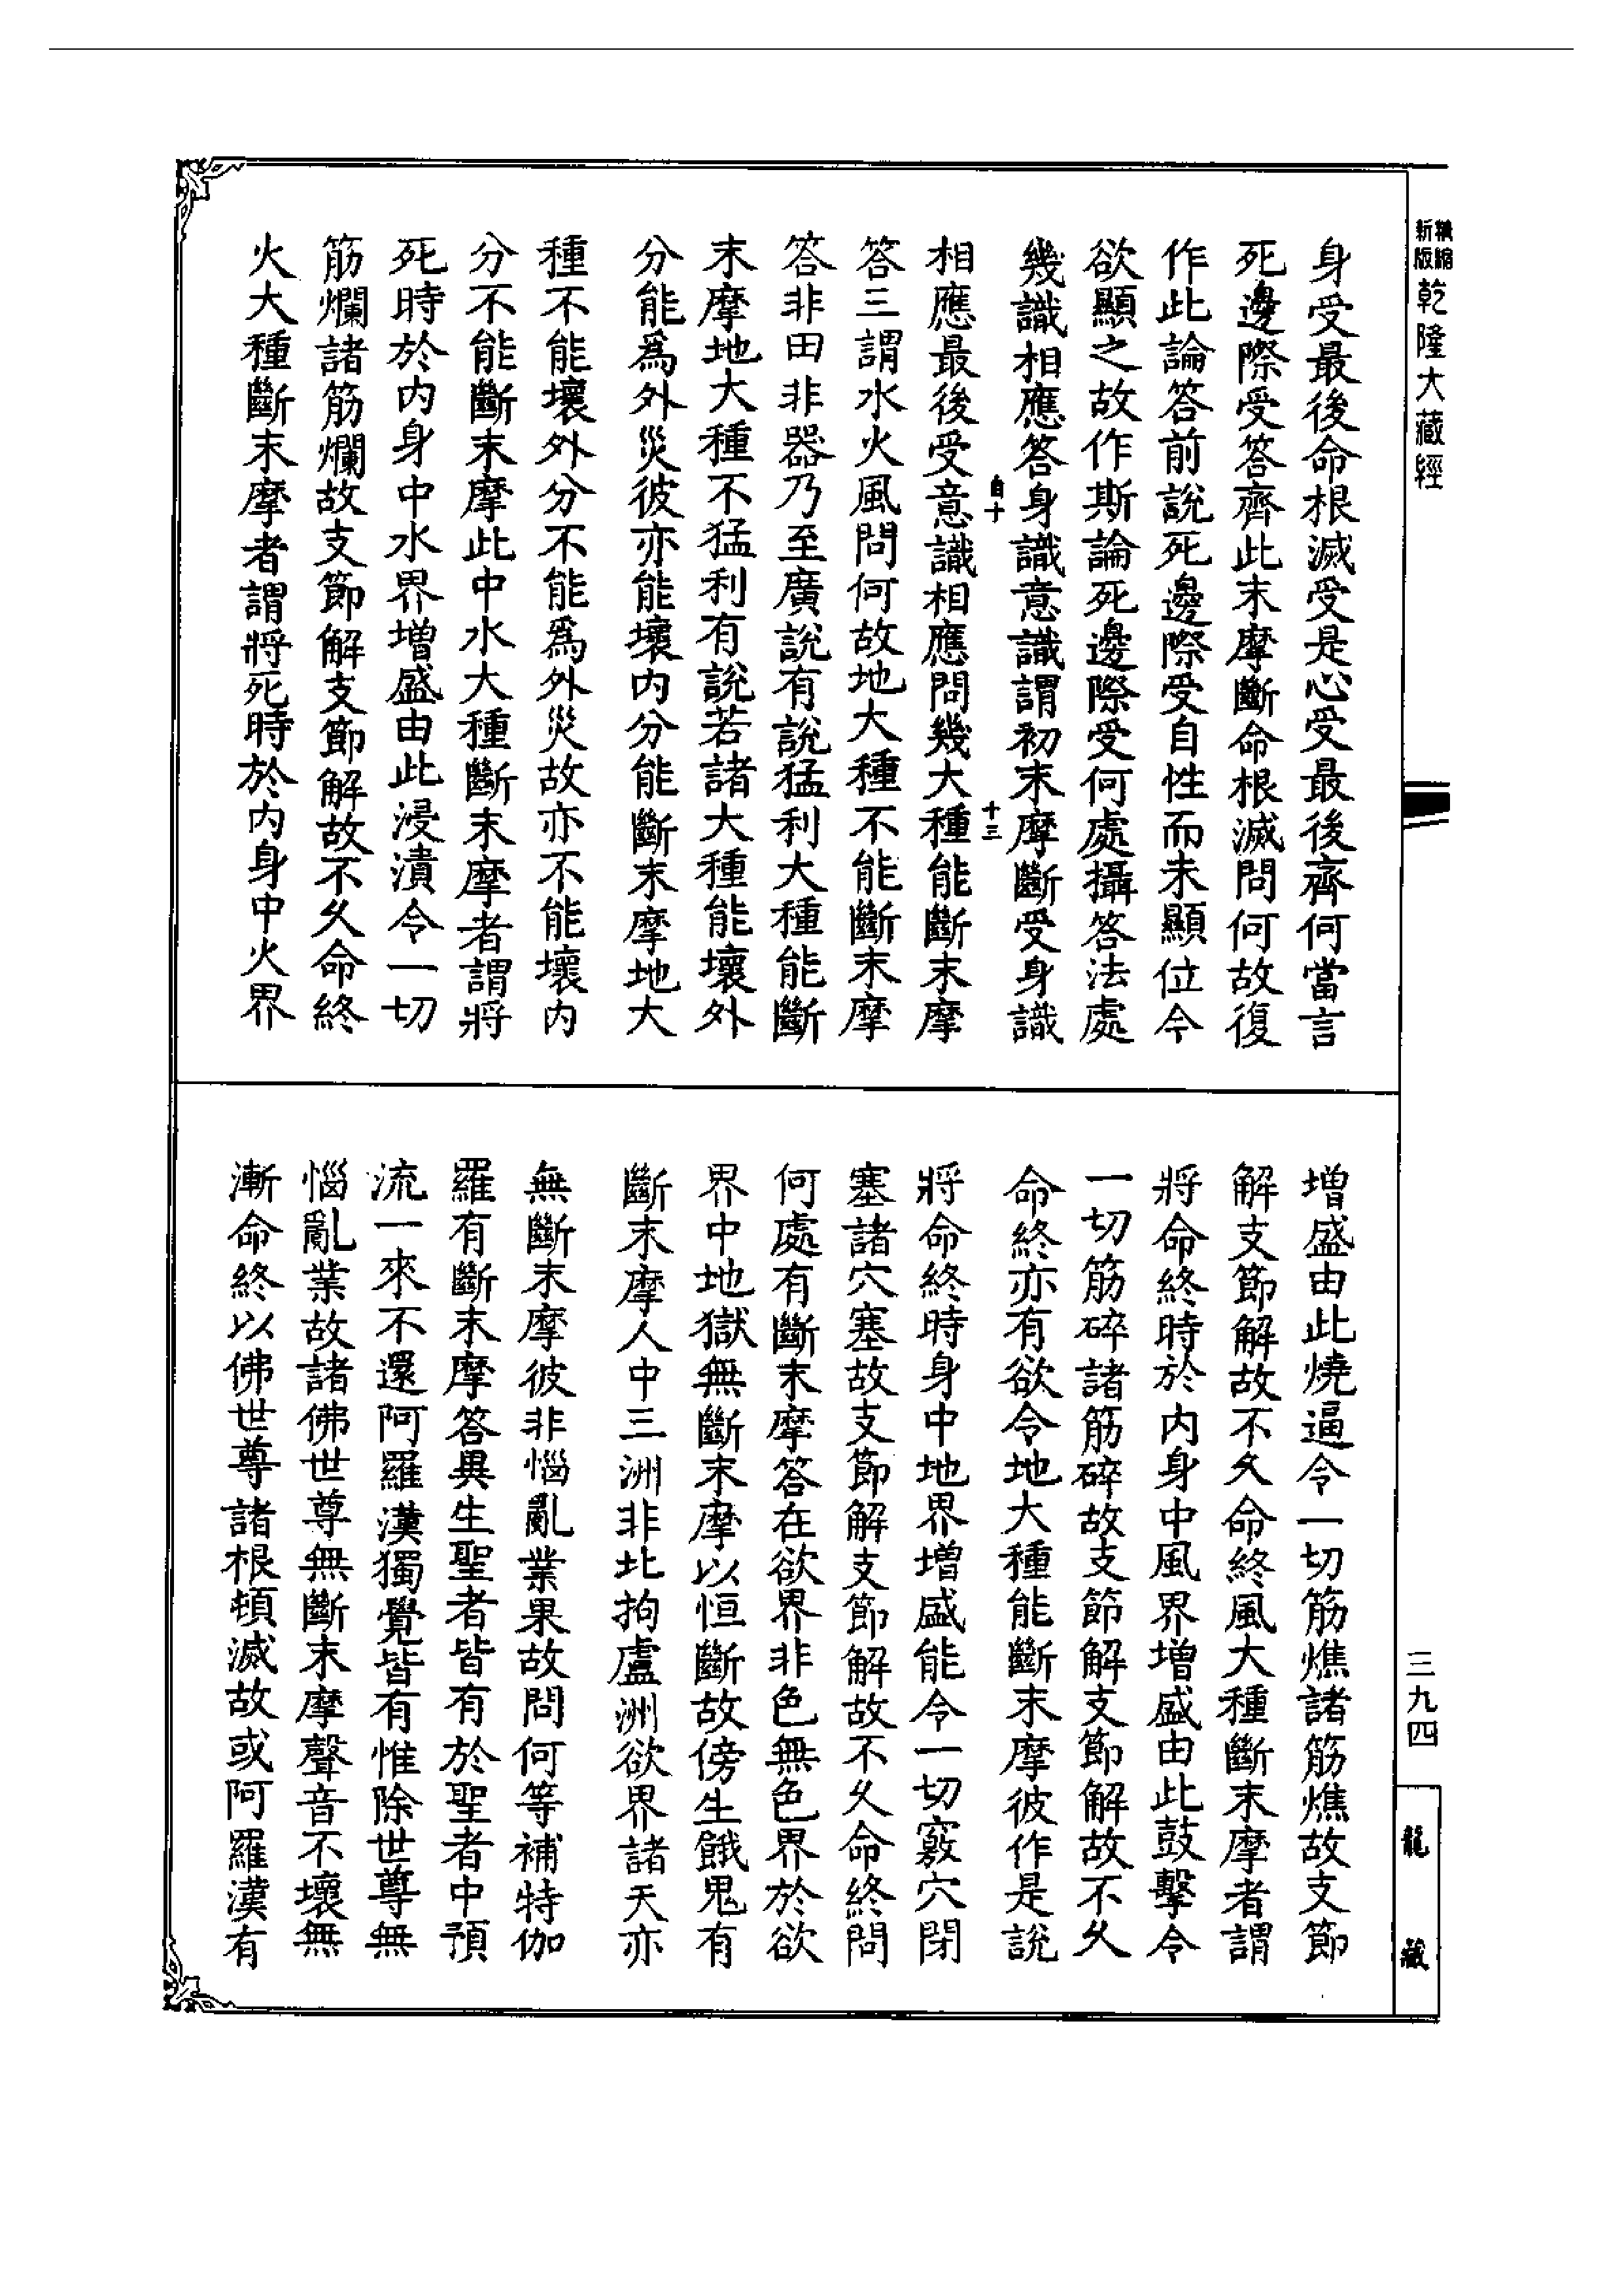 新版精縮乾隆大藏經
身受最後命根滅受是心受最後齊何當言
死邊際受答齊此末摩斷命根滅問何故復
作此論答前說死邊際受自性而未顯位今
欲顯之故作斯論死邊際受何處攝答法處
幾識相應答身識意識謂初末摩斷受身識
自十
十三
相應最後受意識相應問幾大種能斷末摩
答三謂水火風問何故地大種不能斷末摩
答非田非器乃至廣說有說猛利大種能斷
末摩地大種不猛利有說若諸大種能壞外
分能爲外災彼亦能壞内分能斷末摩地大
種不能壞外分不能爲外災故亦不能壞内
分不能斷末摩此中水大種斷末摩者謂將
死時於内身中水界增盛由此浸漬令一切
筋爛諸筋爛故支節解支節解故不久命終
火大種斷末摩者謂將死時於内身中火界
增盛由此燒逼令一切筋燋諸筋燋故支節
解支節解故不久命終風大種斷末摩者謂
將命終時於内身中風界增盛由此鼓擊令
一切筋碎諸筋碎故支節解支節解故不久
命終亦有欲令地大種能斷末摩彼作是說
將命終時身中地界增盛能令一切竅穴閉
塞諸穴塞故支節解支節解故不久命終問
何處有斷末摩答在欲界非色無色界於欲
界中地獄無斷末摩以恒斷故傍生餓鬼有
斷末摩人中三洲非北拘盧洲欲界諸天亦
無斷末摩彼非惱亂業果故問何等補特伽
羅有斷末摩答異生聖者皆有於聖者中預
流一來不還阿羅漢獨覺皆有惟除世尊無
惱亂業故諸佛世尊無斷末摩聲音不壞無
漸命終以佛世尊諸根頓滅故或阿羅漢有
三九四
龍藏